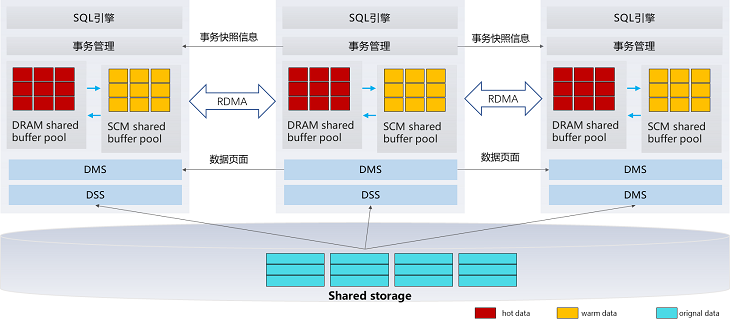 SQL引擎
SQL引擎
SQL引擎
事务快照信息
事务快照信息
事务管理
事务管理
事务管理
RDMA
RDMA
DRAM shared
buffer pool
SCM shared
buffer pool
DRAM shared
buffer pool
SCM shared
buffer pool
DRAM shared
buffer pool
SCM shared
buffer pool
数据页面
数据页面
DMS
DMS
DMS
DSS
DSS
DMS
Shared storage
hot data
warm data
orignal data